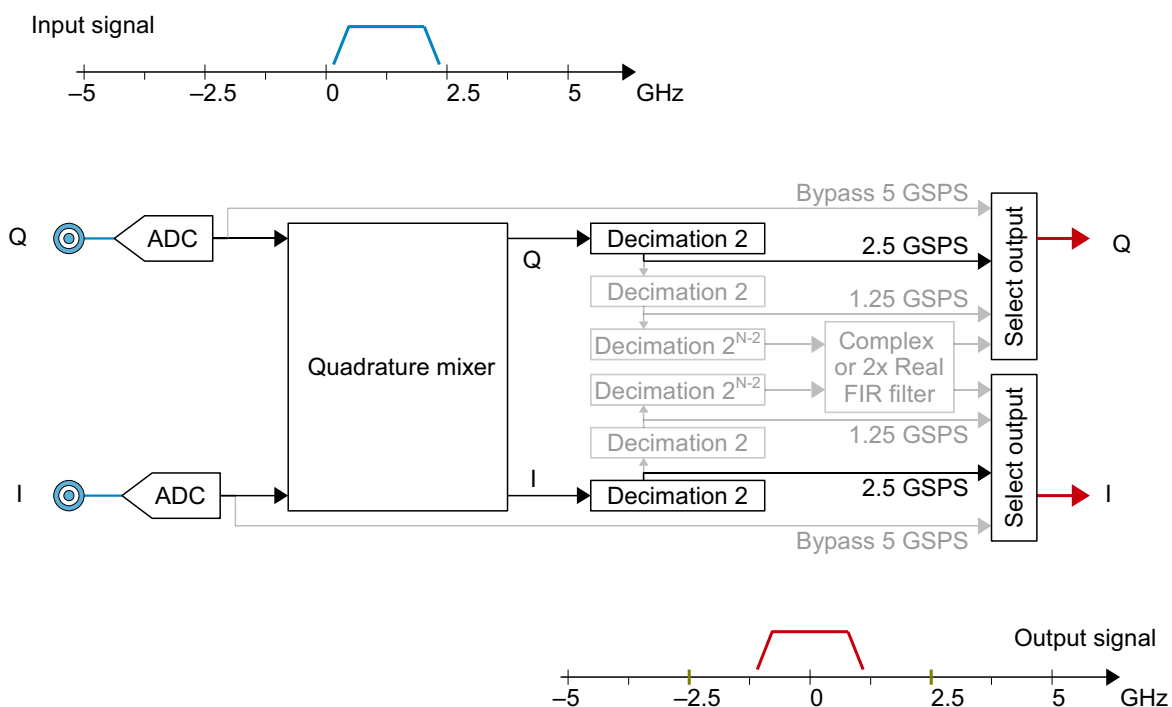 Input signal
–5 –2.5 0 2.5 5 GHz
Bypass 5 GSPS
Q ADC Decimation 2 Q
Q 2.5 GSPS
Decimation 2 1.25 GSPS
Select output
Decimation 2^N-2 Complex
Quadrature mixer or 2x Real
Decimation 2^N-2 FIR filter
Decimation 2 1.25 GSPS
Select output
I 2.5 GSPS
I ADC Decimation 2 I
Bypass 5 GSPS
Output signal
–5 –2.5 0 2.5 5 GHz